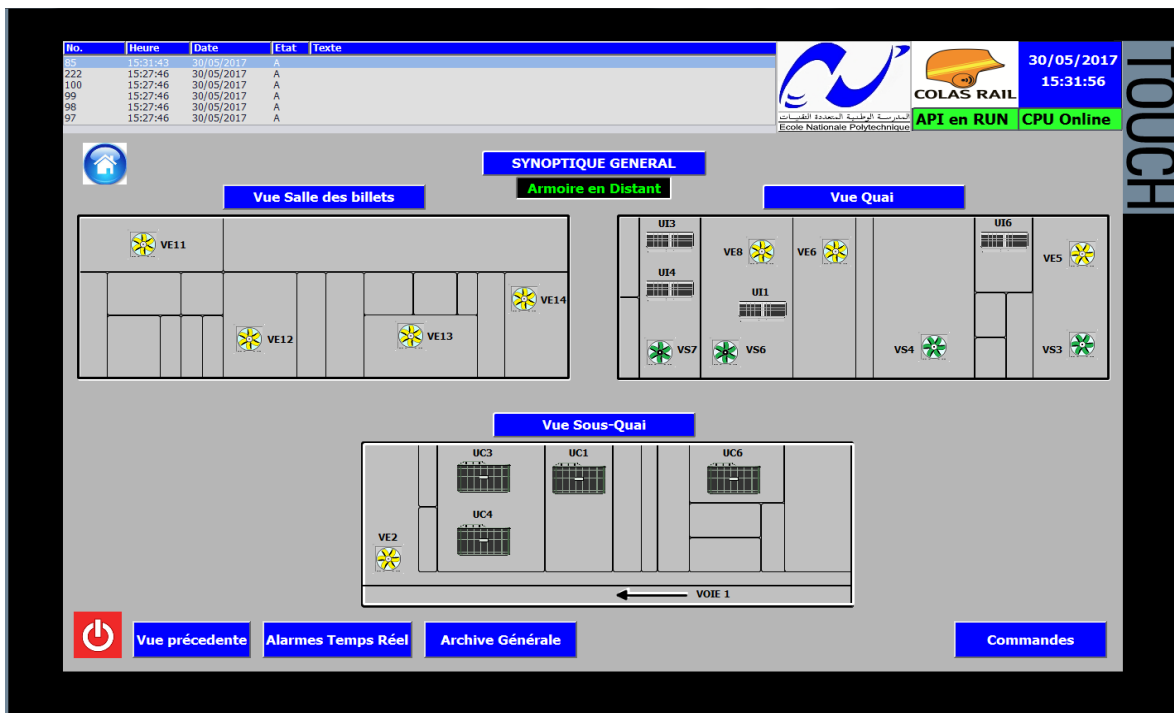 No. Heure Date Etat Texte
85 15:31:43 30/05/2017 A
222 15:27:46 30/05/2017 A
100 15:27:46 30/05/2017 A
99 15:27:46 30/05/2017 A
98 15:27:46 30/05/2017 A
97 15:27:46 30/05/2017 A
المدرسة الوطنية المتعددة التقنيات
Ecole Nationale Polytechnique
COLAS RAIL
30/05/2017
15:31:56
API en RUN
CPU Online
TOUCH
SYNOPTIQUE GENERAL
Armoire en Distant
Vue Salle des billets
VE11
VE14
VE12
VE13
Vue Quai
UI3
UI6
VE8
VE6
VE5
UI4
UI1
VS7
VS6
VS4
VS3
Vue Sous-Quai
UC3
UC1
UC6
UC4
VE2
VOIE 1
Vue précedente
Alarmes Temps Réel
Archive Générale
Commandes